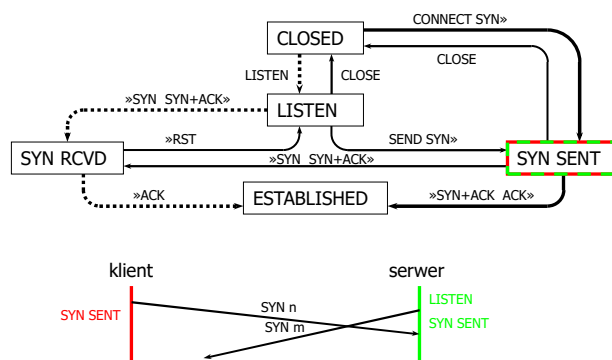 CONNECT SYN»
CLOSED
CLOSE
LISTEN
CLOSE
»SYN SYN+ACK»
LISTEN
»RST
SEND SYN»
SYN RCVD
»SYN SYN+ACK»
SYN SENT
»ACK
ESTABLISHED
»SYN+ACK ACK»
klient
serwer
SYN n
LISTEN
SYN SENT
SYN m
SYN SENT